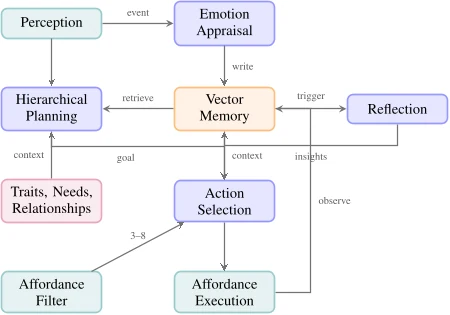 Perception
event
Emotion
Appraisal
write
Hierarchical
Planning
retrieve
Vector
Memory
trigger
Reflection
context
goal
context
insights
Traits, Needs,
Relationships
Action
Selection
observe
3–8
Affordance
Filter
Affordance
Execution